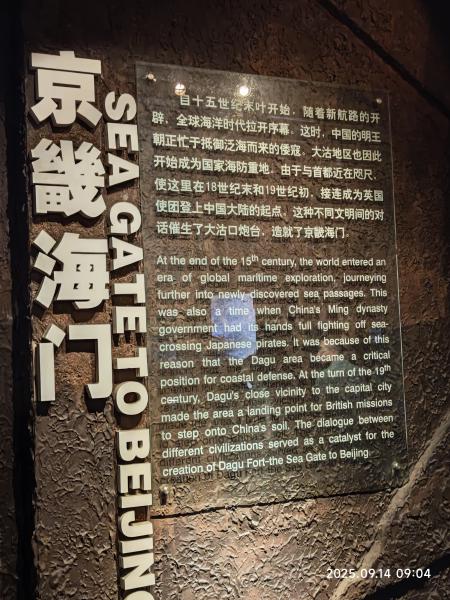 京畿海门
SEA GATE TO BEIJING
自十五世纪末叶开始，随着新航路的开
辟，全球海洋时代拉开序幕。这时，中国的明王
朝正忙于抵御泛海而来的倭寇。大沽地区也因此
开始成为国家海防重地。由于与首都近在咫尺，
使这里在18世纪末和19世纪初，接连成为英国
使团登上中国大陆的起点。这种不同文明间的对
话催生了大沽口炮台，造就了京畿海门。
At the end of the 15th century, the world entered an
era of global maritime exploration, journeying
further into newly discovered sea passages. This
was also a time when China's Ming dynasty
government had its hands full fighting off sea-
crossing Japanese pirates. It was because of this
reason that the Dagu area became a critical
position for coastal defense. At the turn of the 19th
century, Dagu's close vicinity to the capital city
made the area a landing point for British missions
to step onto China's soil. The dialogue between
different civilizations served as a catalyst for the
creation of Dagu Fort-the Sea Gate to Beijing.
2025.09.14 09:04